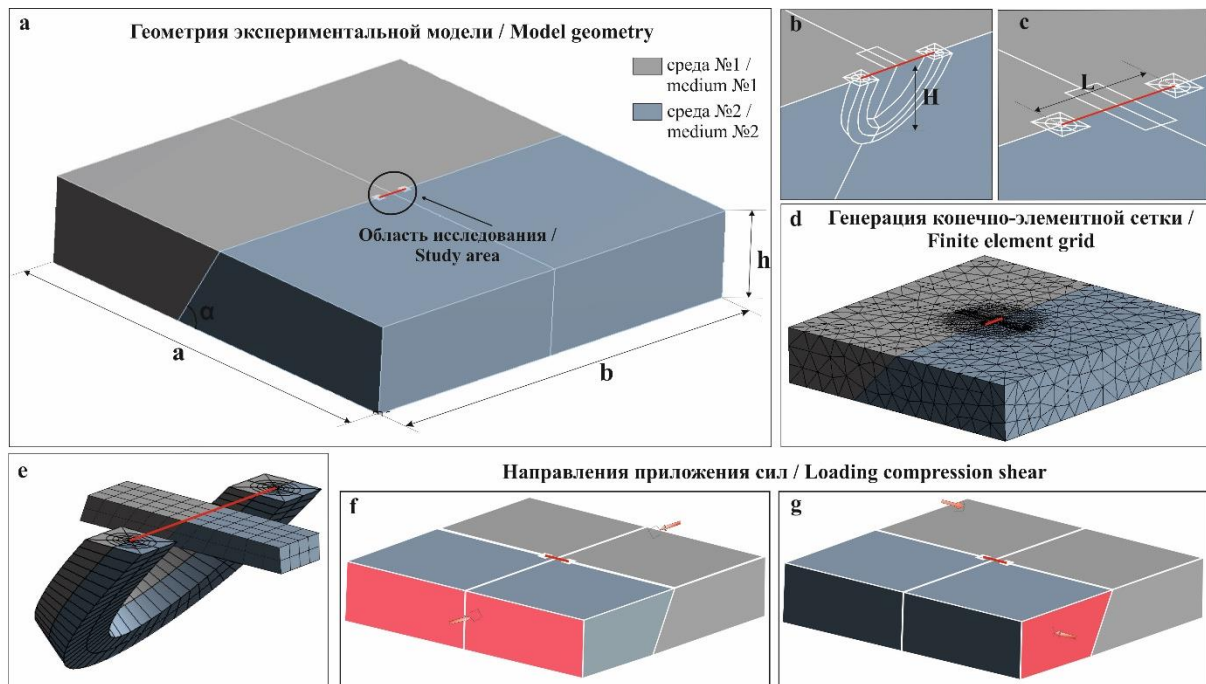 a
Геометрия экспериментальной модели / Model geometry
среда №1 /
medium №1
среда №2 /
medium №2
Область исследования /
Study area
h
α
a
b
b
H
c
L
d
Генерация конечно-элементной сетки /
Finite element grid
e
Направления приложения сил / Loading compression shear
f
g